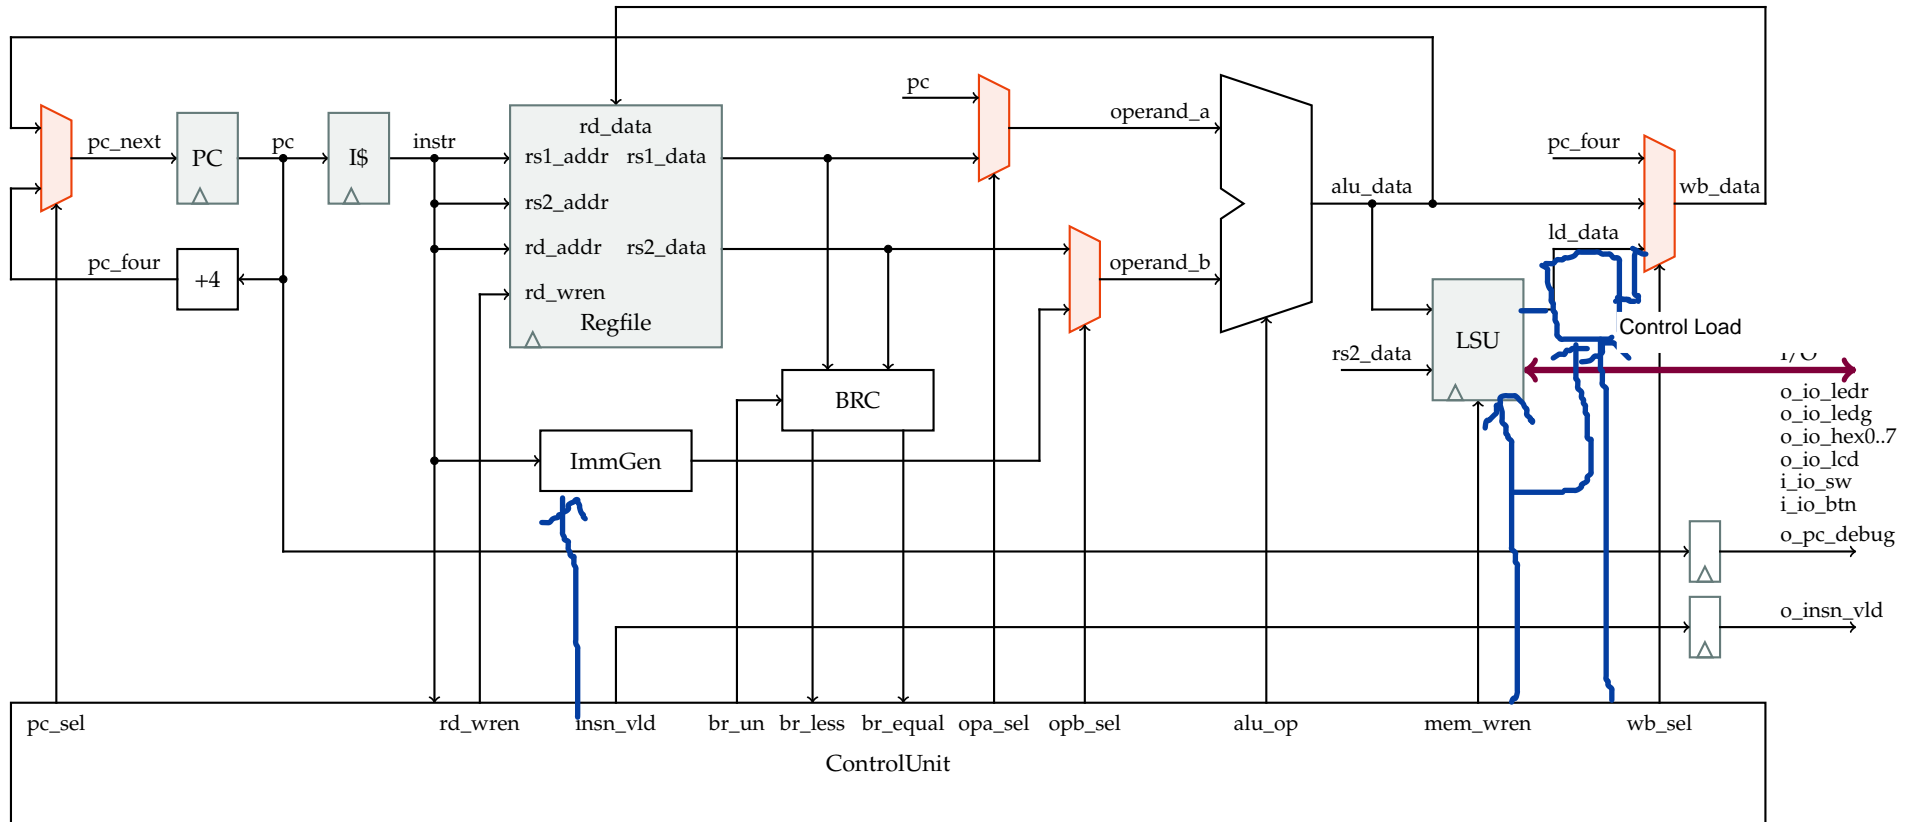 pc
pc_next
PC
pc
I$
instr
rd_data
rs1_addr
rs1_data
rs2_addr
rd_addr
rs2_data
rd_wren
Regfile
pc_four
+4
operand_a
operand_b
alu_data
pc_four
wb_data
ld_data
LSU
Control Load
rs2_data
I/O
o_io_ledr
o_io_ledg
o_io_hex0..7
o_io_lcd
i_io_sw
i_io_btn
BRC
ImmGen
o_pc_debug
o_insn_vld
pc_sel
rd_wren
insn_vld
br_un
br_less
br_equal
opa_sel
opb_sel
alu_op
mem_wren
wb_sel
ControlUnit